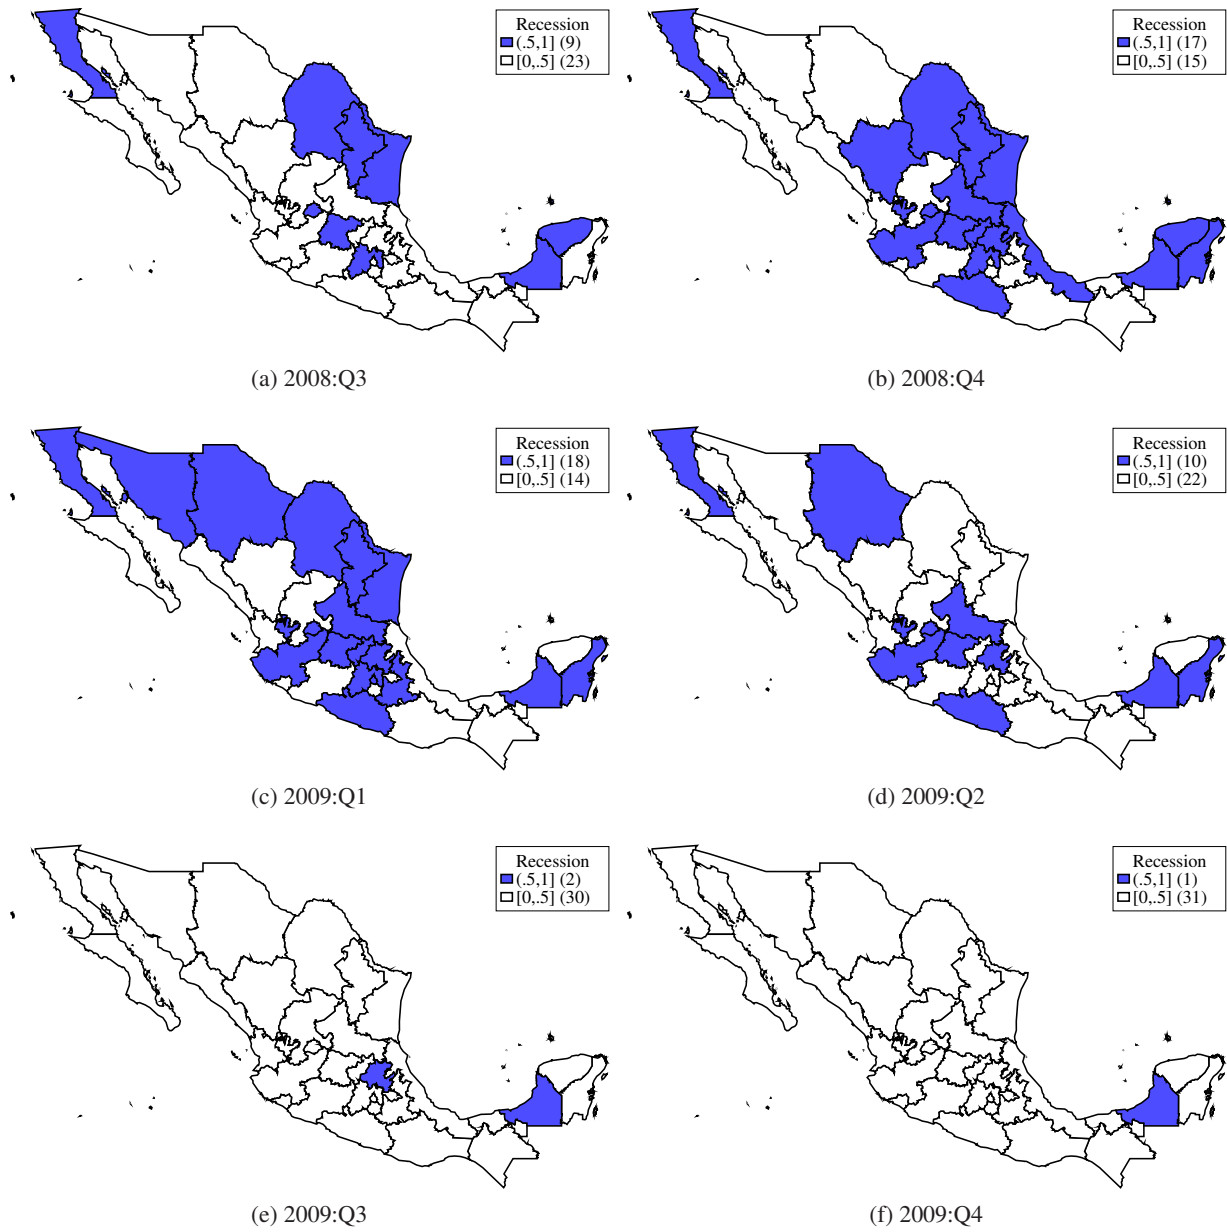 Recession
(.5,1] (9)
[0,.5] (23)
Recession
(.5,1] (17)
[0,.5] (15)
(a) 2008:Q3
(b) 2008:Q4
Recession
(.5,1] (18)
[0,.5] (14)
Recession
(.5,1] (10)
[0,.5] (22)
(c) 2009:Q1
(d) 2009:Q2
Recession
(.5,1] (2)
[0,.5] (30)
Recession
(.5,1] (1)
[0,.5] (31)
(e) 2009:Q3
(f) 2009:Q4